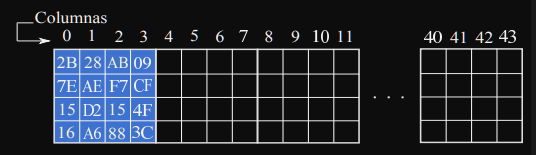 Columnas
0 1 2 3 4 5 6 7 8 9 10 11 40 41 42 43
2B 28 AB 09
7E AE F7 CF
15 D2 15 4F
16 A6 88 3C
. . .